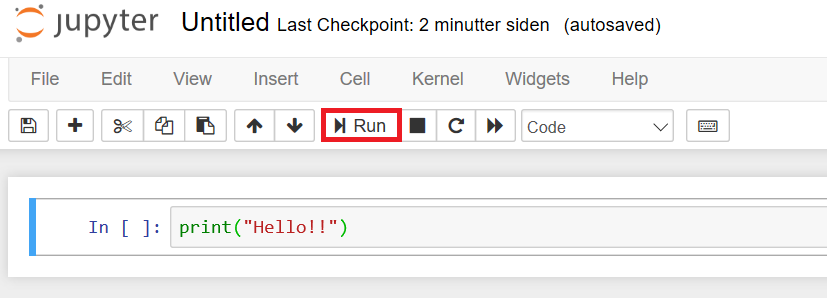 jupyter Untitled Last Checkpoint: 2 minutter siden (autosaved)
File Edit View Insert Cell Kernel Widgets Help
Run Code
In [ ]: print("Hello!!")